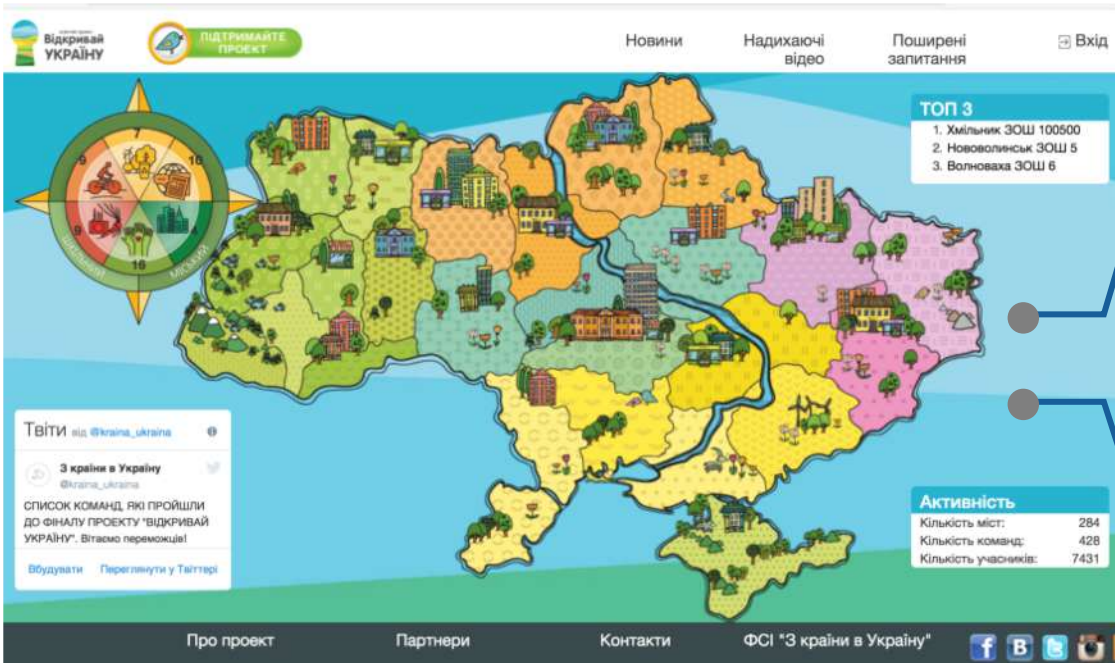 Відкривай
УКРАЇНУ
ПІДТРИМАЙТЕ
ПРОЕКТ
Новини
Надихаючі
відео
Поширені
запитання
Вхід
7
9
10
9
4
16
ЩІЛЬНИЙ
МІСЬКИЙ
ТОП 3
1. Хмільник ЗОШ 100500
2. Нововолинськ ЗОШ 5
3. Волноваха ЗОШ 6
Твіти від @kraina_ukraina
З країни в Україну
@kraina_ukraina
СПИСОК КОМАНД, ЯКІ ПРОЙШЛИ
ДО ФІНАЛУ ПРОЕКТУ "ВІДКРИВАЙ
УКРАЇНУ". Вітаємо переможців!
Вбудувати Переглянути у Твіттері
Активність
Кількість міст: 284
Кількість команд: 428
Кількість учасників: 7431
Про проект
Партнери
Контакти
ФСІ "З країни в Україну"